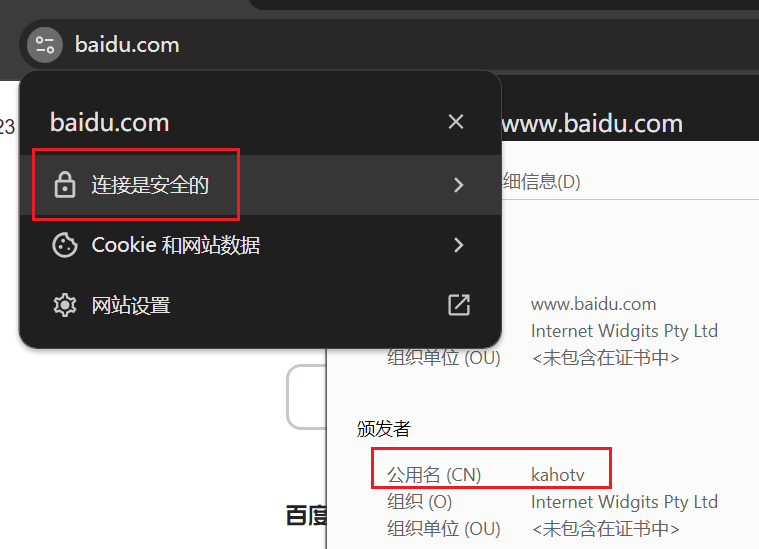 baidu.com
23
baidu.com
www.baidu.com
连接是安全的
细信息(D)
Cookie 和网站数据
网站设置
www.baidu.com
Internet Widgits Pty Ltd
组织单位 (OU) <未包含在证书中>
颁发者
公用名 (CN) kahotv
组织 (O) Internet Widgits Pty Ltd
百度
组织单位 (OU) <未包含在证书中>